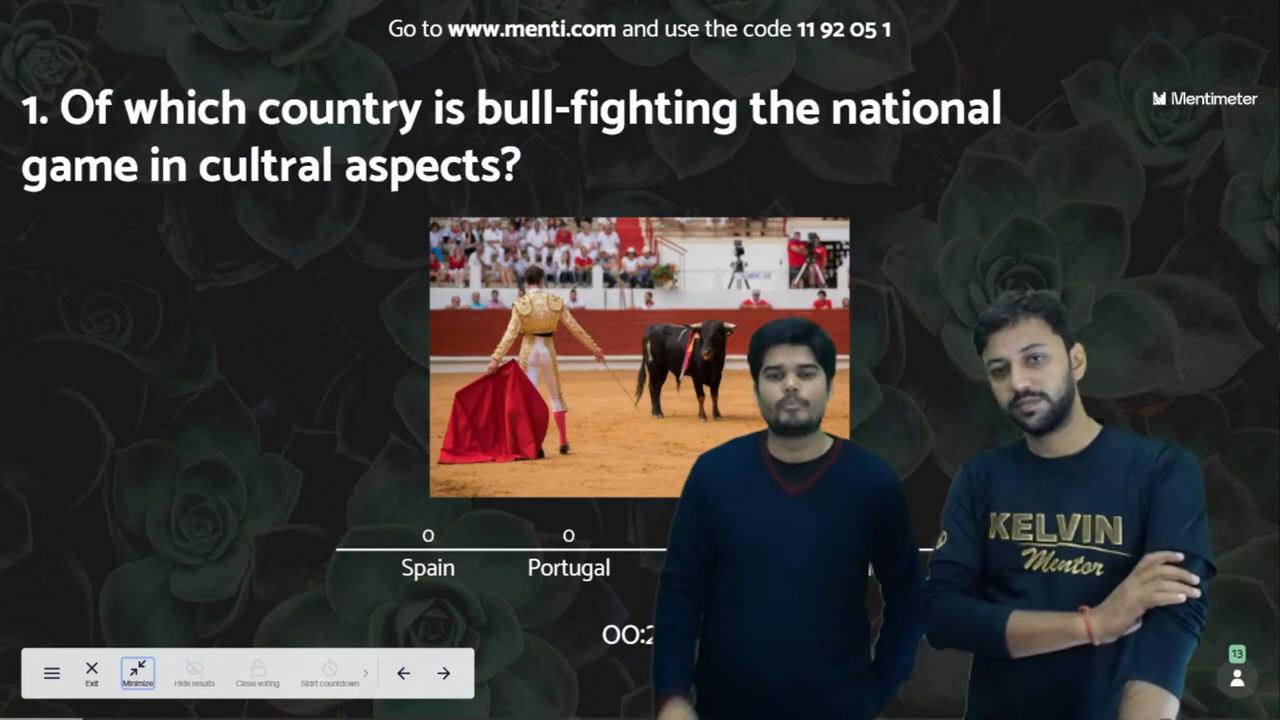 Go to www.menti.com and use the code 11 92 05 1
Mentimeter
1. Of which country is bull-fighting the national
game in cultral aspects?
0 0
Spain Portugal
00:2
KELVIN
Mentor
Exit Minimize Hide results Close voting Start countdown
13